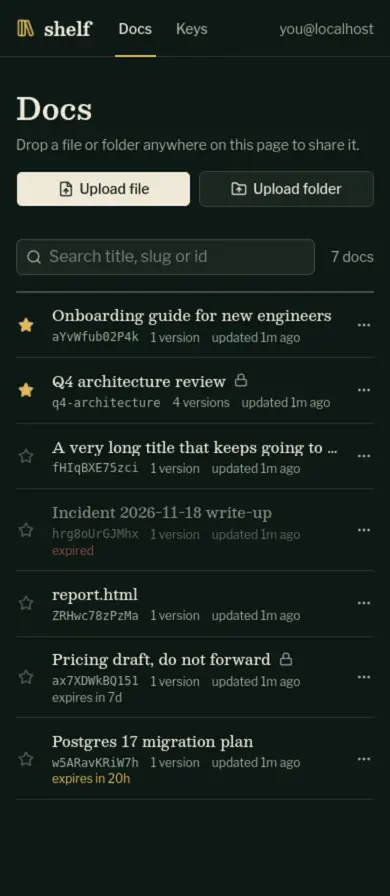 shelf Docs Keys you@localhost
Docs
Drop a file or folder anywhere on this page to share it.
Upload file Upload folder
Search title, slug or id 7 docs
Onboarding guide for new engineers
aYvWfub02P4k 1 version updated 1m ago
Q4 architecture review
q4-architecture 4 versions updated 1m ago
A very long title that keeps going to ...
fHIqBXE75zci 1 version updated 1m ago
Incident 2026-11-18 write-up
hrg8oUrGJMhx 1 version updated 1m ago
expired
report.html
ZRHwc78zPzMa 1 version updated 1m ago
Pricing draft, do not forward
ax7XDWkBQ151 1 version updated 1m ago
expires in 7d
Postgres 17 migration plan
w5ARavKRiW7h 1 version updated 1m ago
expires in 20h